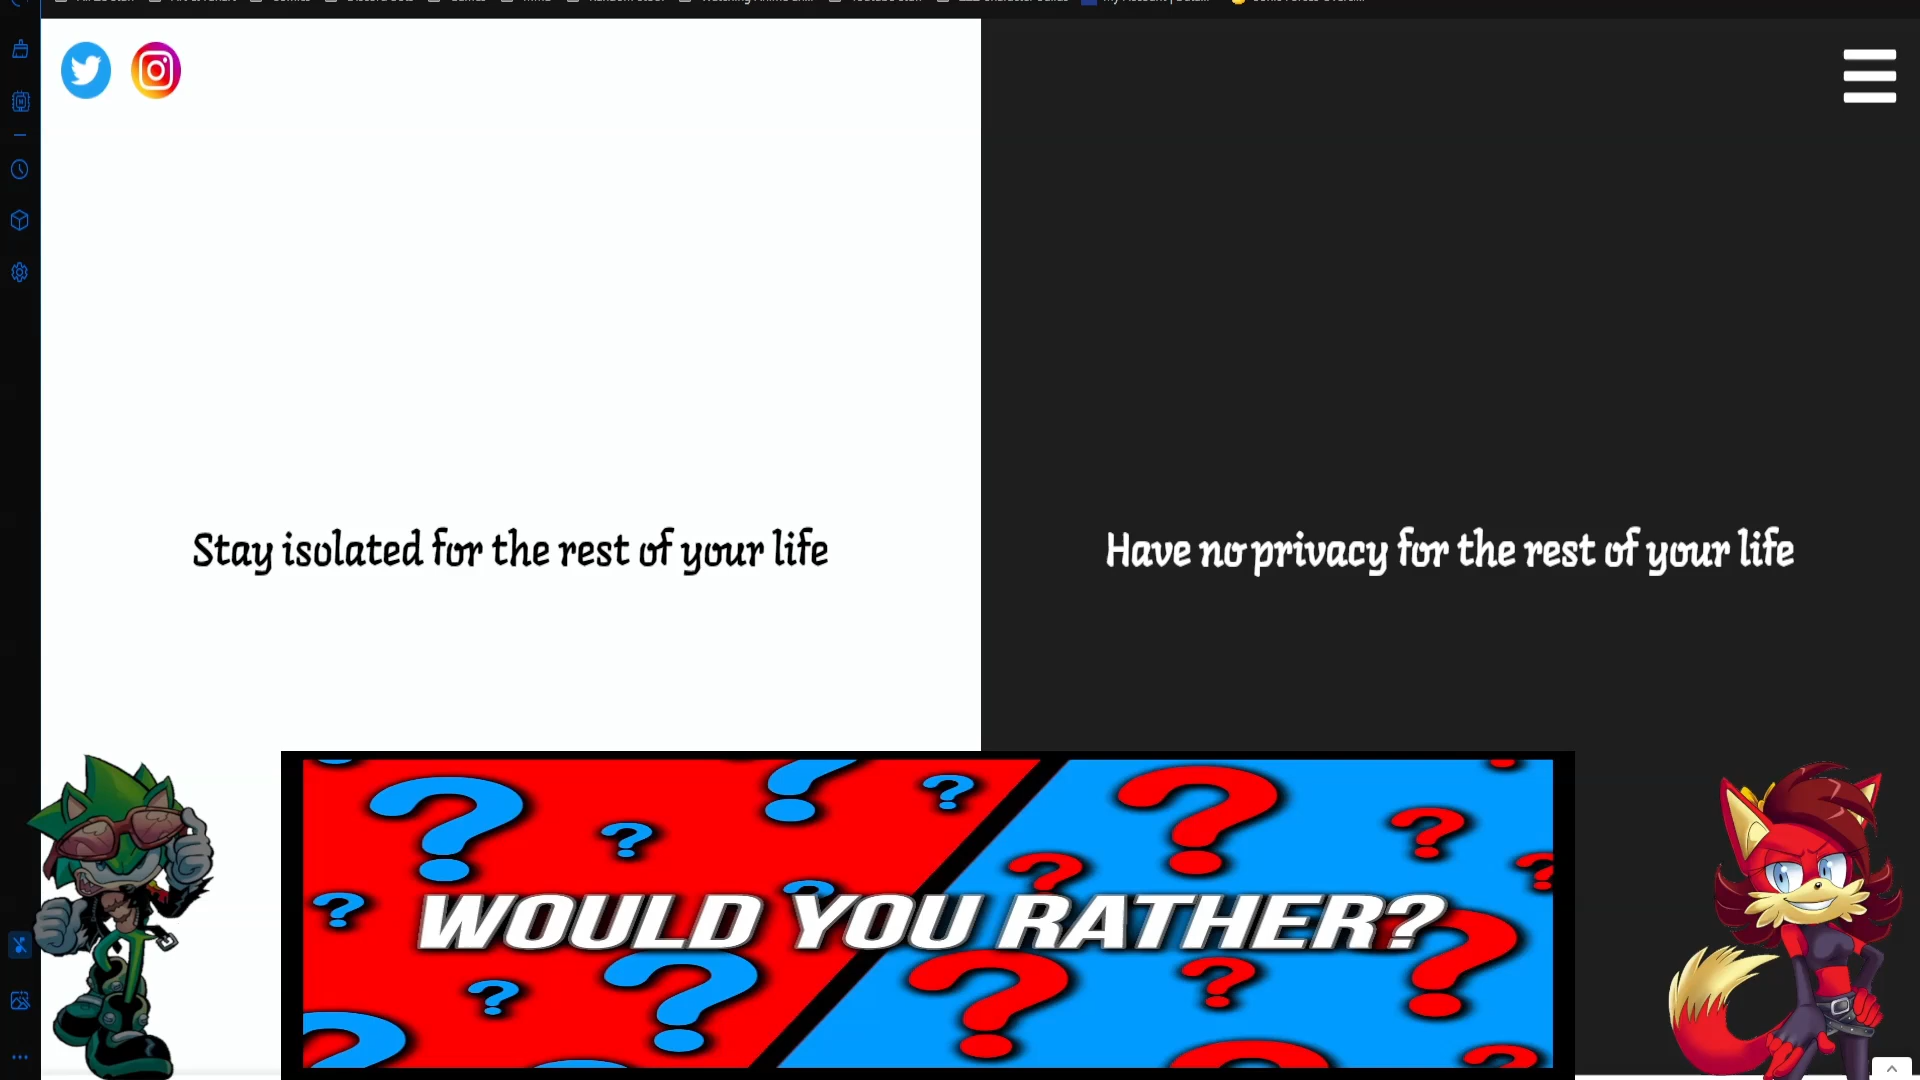 Stay isolated for the rest of your life
Have no privacy for the rest of your life
WOULD YOU RATHER?